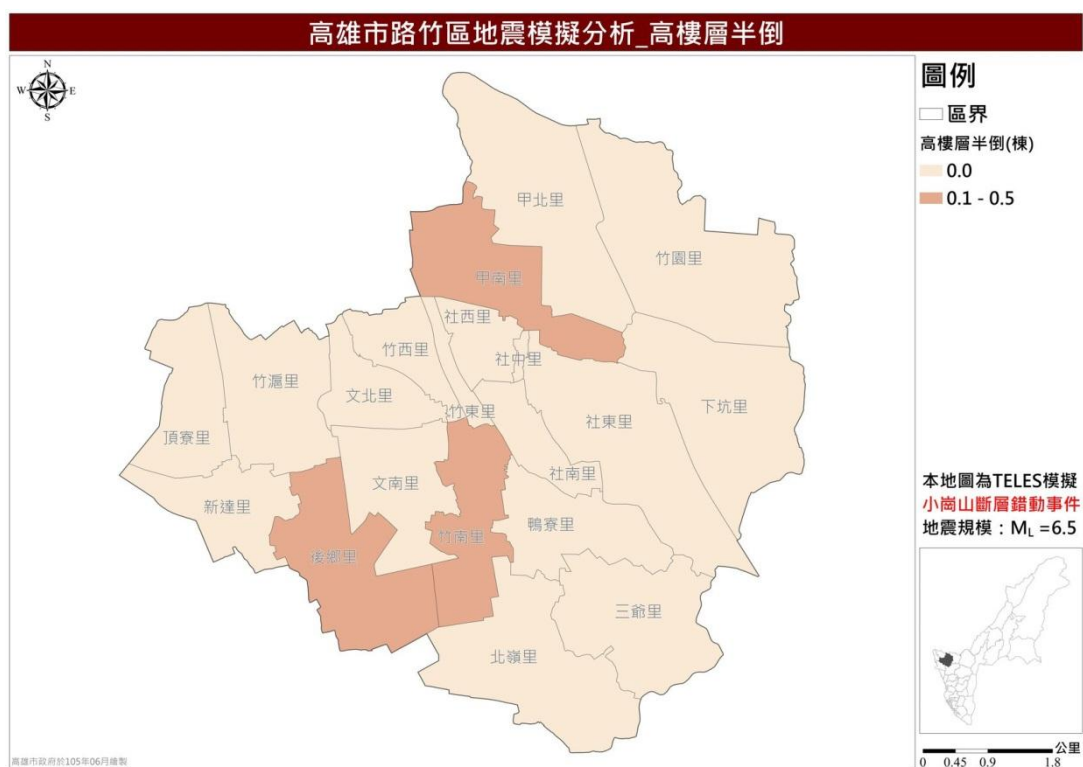 高雄市路竹區地震模擬分析_高樓層半倒
N
W
E
S
圖例
區界
高樓層半倒(棟)
0.0
0.1 - 0.5
甲北里
竹園里
甲南里
社西里
竹西里
社中里
竹滬里
文北里
竹東里
社東里
下坑里
頂寮里
新達里
文南里
社南里
鴨寮里
竹南里
後鄉里
三爺里
北嶺里
本地圖為TELES模擬
小崗山斷層錯動事件
地震規模：ML =6.5
公里
0 0.45 0.9 1.8
高雄市政府於105年06月繪製